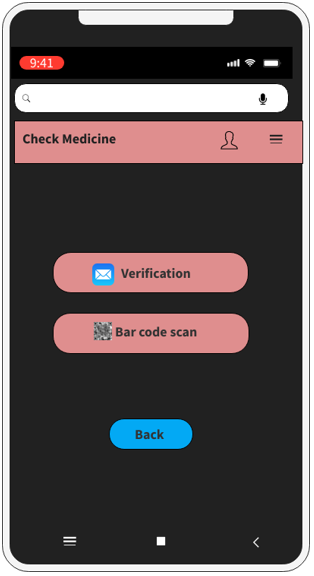 9:41
Check Medicine
Verification
Bar code scan
Back